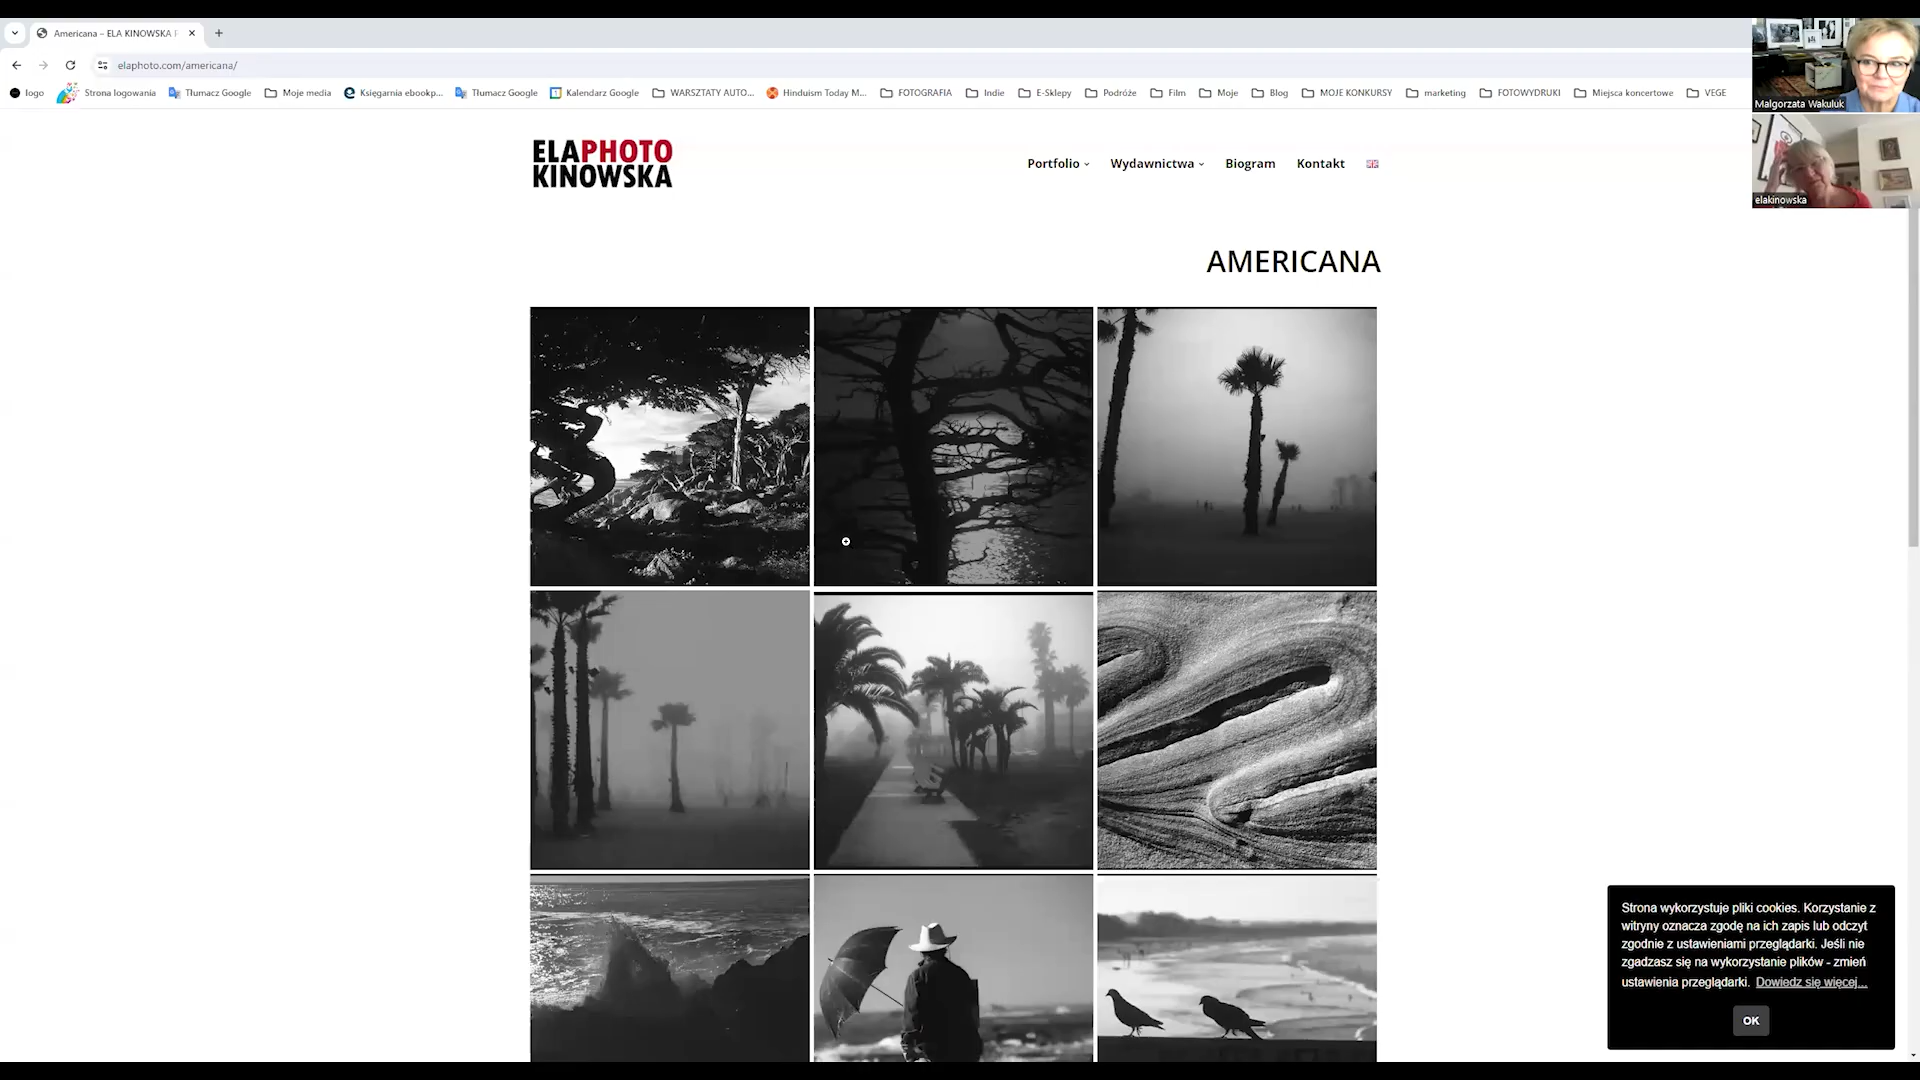 Americana – ELA KINOWSKA F
elaphoto.com/americana/
logo
Strona logowania
Tłumacz Google
Moje media
Księgarnia ebookp...
Tłumacz Google
Kalendarz Google
WARSZTATY AUTO...
Hinduism Today M...
FOTOGRAFIA
Indie
E-Sklepy
Podróże
Film
Moje
Blog
MOJE KONKURSY
marketing
FOTOWYDRUKI
Miejsca koncertowe
VEGE
Malgorzata Wakuluk
elakinowska
ELAPHOTO
KINOWSKA
Portfolio
Wydawnictwa
Biogram
Kontakt
AMERICANA
Strona wykorzystuje pliki cookies. Korzystanie z
witryny oznacza zgodę na ich zapis lub odczyt
zgodnie z ustawieniami przeglądarki. Jeśli nie
zgadzasz się na wykorzystanie plików - zmień
ustawienia przeglądarki. Dowiedz się więcej...
OK